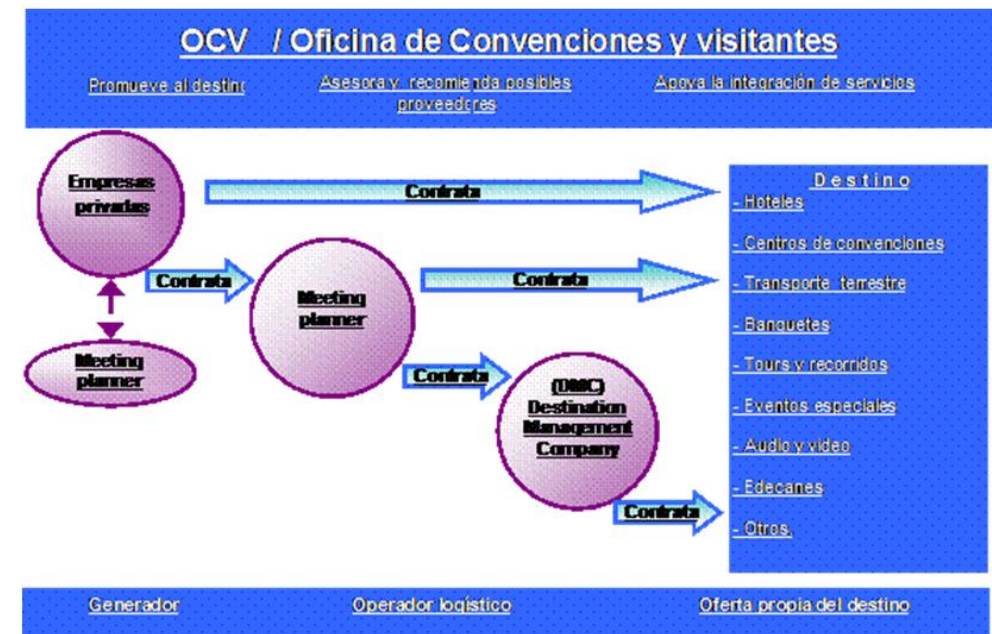 OCV / Oficina de Convenciones y visitantes
Promueve al destino
Asesora y recomienda posibles
proveedores
Apoya la integración de servicios
Empresas
privadas
Contrata
Contrata
Meeting
planner
Contrata
Meeting
planner
Contrata
(DMC)
Destination
Management
Company
Contrata
Destino
- Hoteles
- Centros de convenciones
- Transporte terrestre
- Banquetes
- Tours y recorridos
- Eventos especiales
- Audio y video
- Edecanes
- Otros.
Generador
Operador logístico
Oferta propia del destino